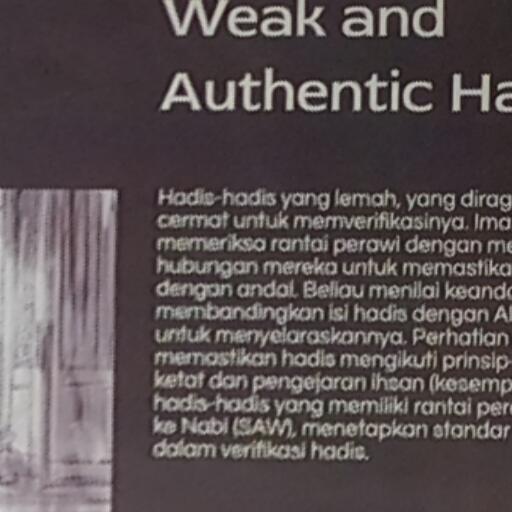 Weak and
Authentic Ha
Hadis-hadis yang lemah, yang dirag
cermat untuk memverifikasinya. Ima
memeriksa rantai perawi dengan me
hubungan mereka untuk memastika
dengan andal. Beliau menilai keanda
membandingkan isi hadis dengan Al
untuk menyelaraskannya. Perhatian
memastikan hadis mengikuti prinsip-
ketat dan pengejaran ihsan (kesemp
hadis-hadis yang memiliki rantai per
ke Nabi (SAW), menetapkan standar
dalam verifikasi hadis.